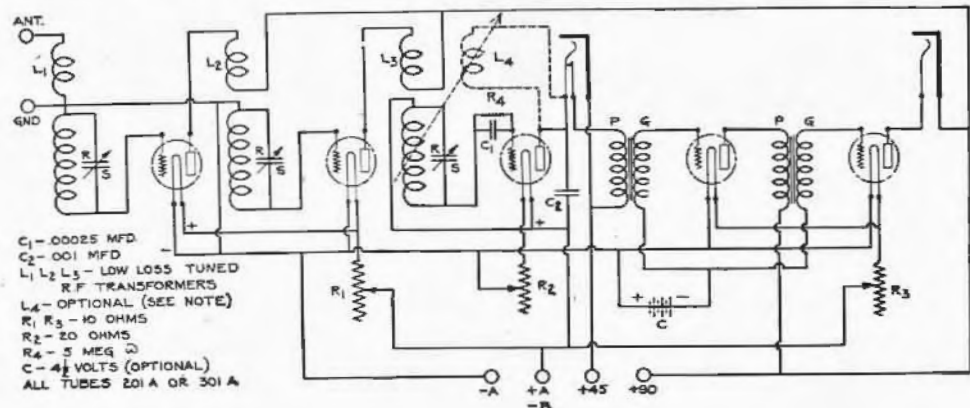 ANT.
L1
GND
L2
L3
L4
R4
C1
R
S
R
S
R
S
C2
P G
P G
+
-
+
R1
R2
R3
+ -
C
C1 - .00025 MFD.
C2 - .001 MFD
L1 L2 L3 - LOW LOSS TUNED
R.F TRANSFORMERS
L4 - OPTIONAL (SEE NOTE)
R1 R3 - 10 OHMS
R2 - 20 OHMS
R4 - 5 MEG Ω
C - 4½ VOLTS (OPTIONAL)
ALL TUBES 201A OR 301A
-A
+A
-B
+45
+90